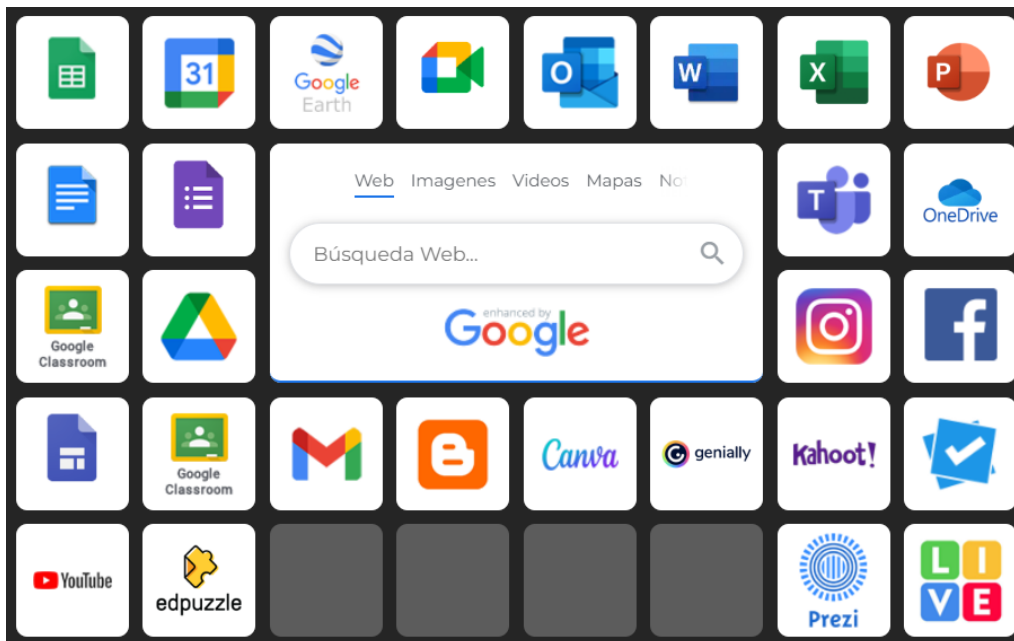 31
Google
Earth
O
W
X
P
Web Imagenes Videos Mapas No
T
OneDrive
Búsqueda Web...
enhanced by
Google
Google
Classroom
Google
Classroom
Canva
genially
Kahoot!
YouTube
edpuzzle
Prezi
L I
V E